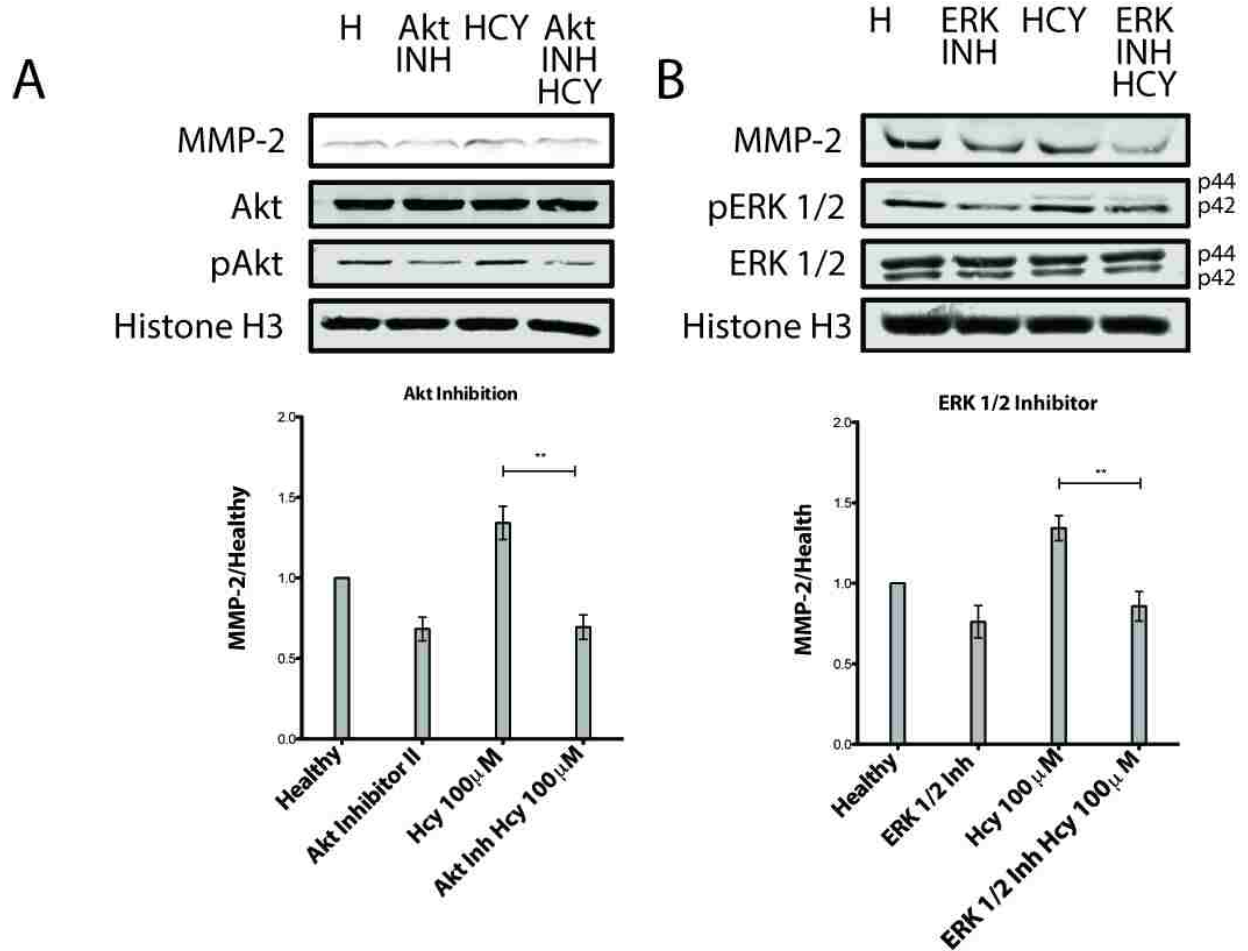 A
H Akt INH HCY Akt INH HCY
MMP-2
Akt
pAkt
Histone H3
Akt Inhibition
MMP-2/Healthy
2.0
1.5
1.0
0.5
0.0
**
Healthy
Akt Inhibitor II
Hcy 100μM
Akt Inh Hcy 100μM
B
H ERK INH HCY ERK INH HCY
MMP-2
pERK 1/2
p44
p42
ERK 1/2
p44
p42
Histone H3
ERK 1/2 Inhibitor
MMP-2/Health
2.0
1.5
1.0
0.5
0.0
**
Healthy
ERK 1/2 Inh
Hcy 100μM
ERK 1/2 Inh Hcy 100μM